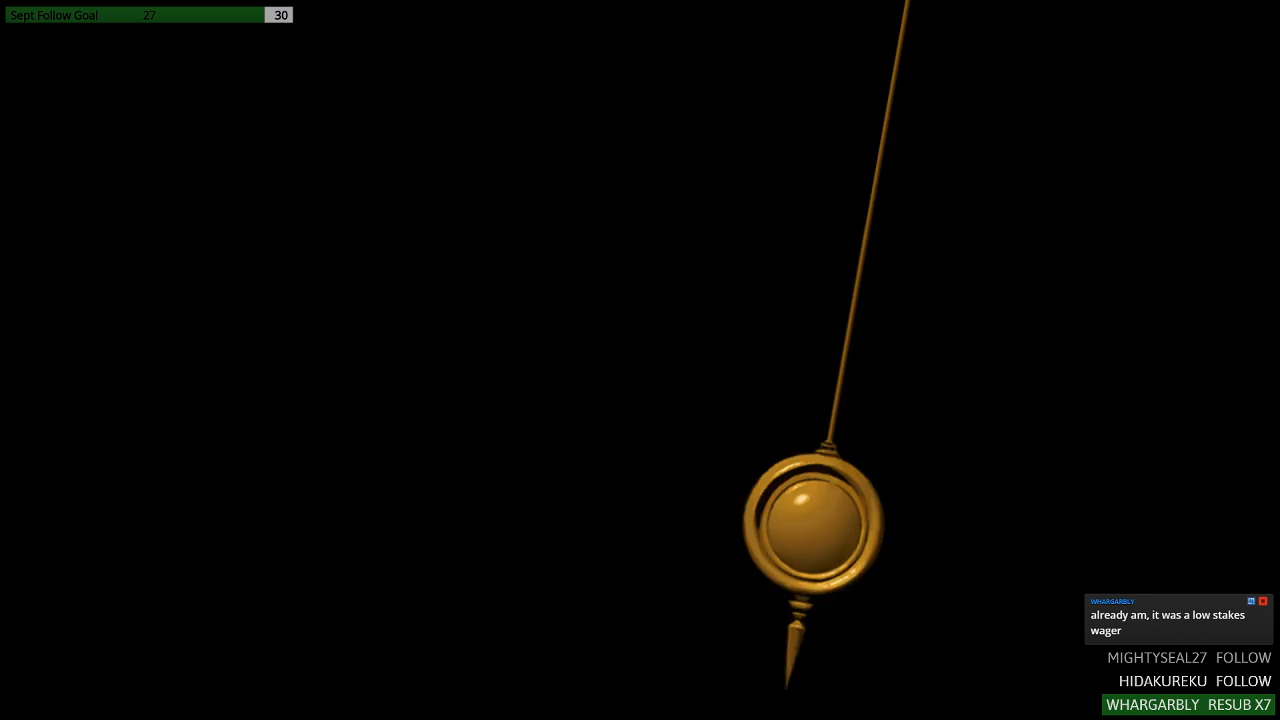 Sept Follow Goal 27 30
WHARGARBLY
already am, it was a low stakes
wager
MIGHTYSEAL27 FOLLOW
HIDAKUREKU FOLLOW
WHARGARBLY RESUB X7